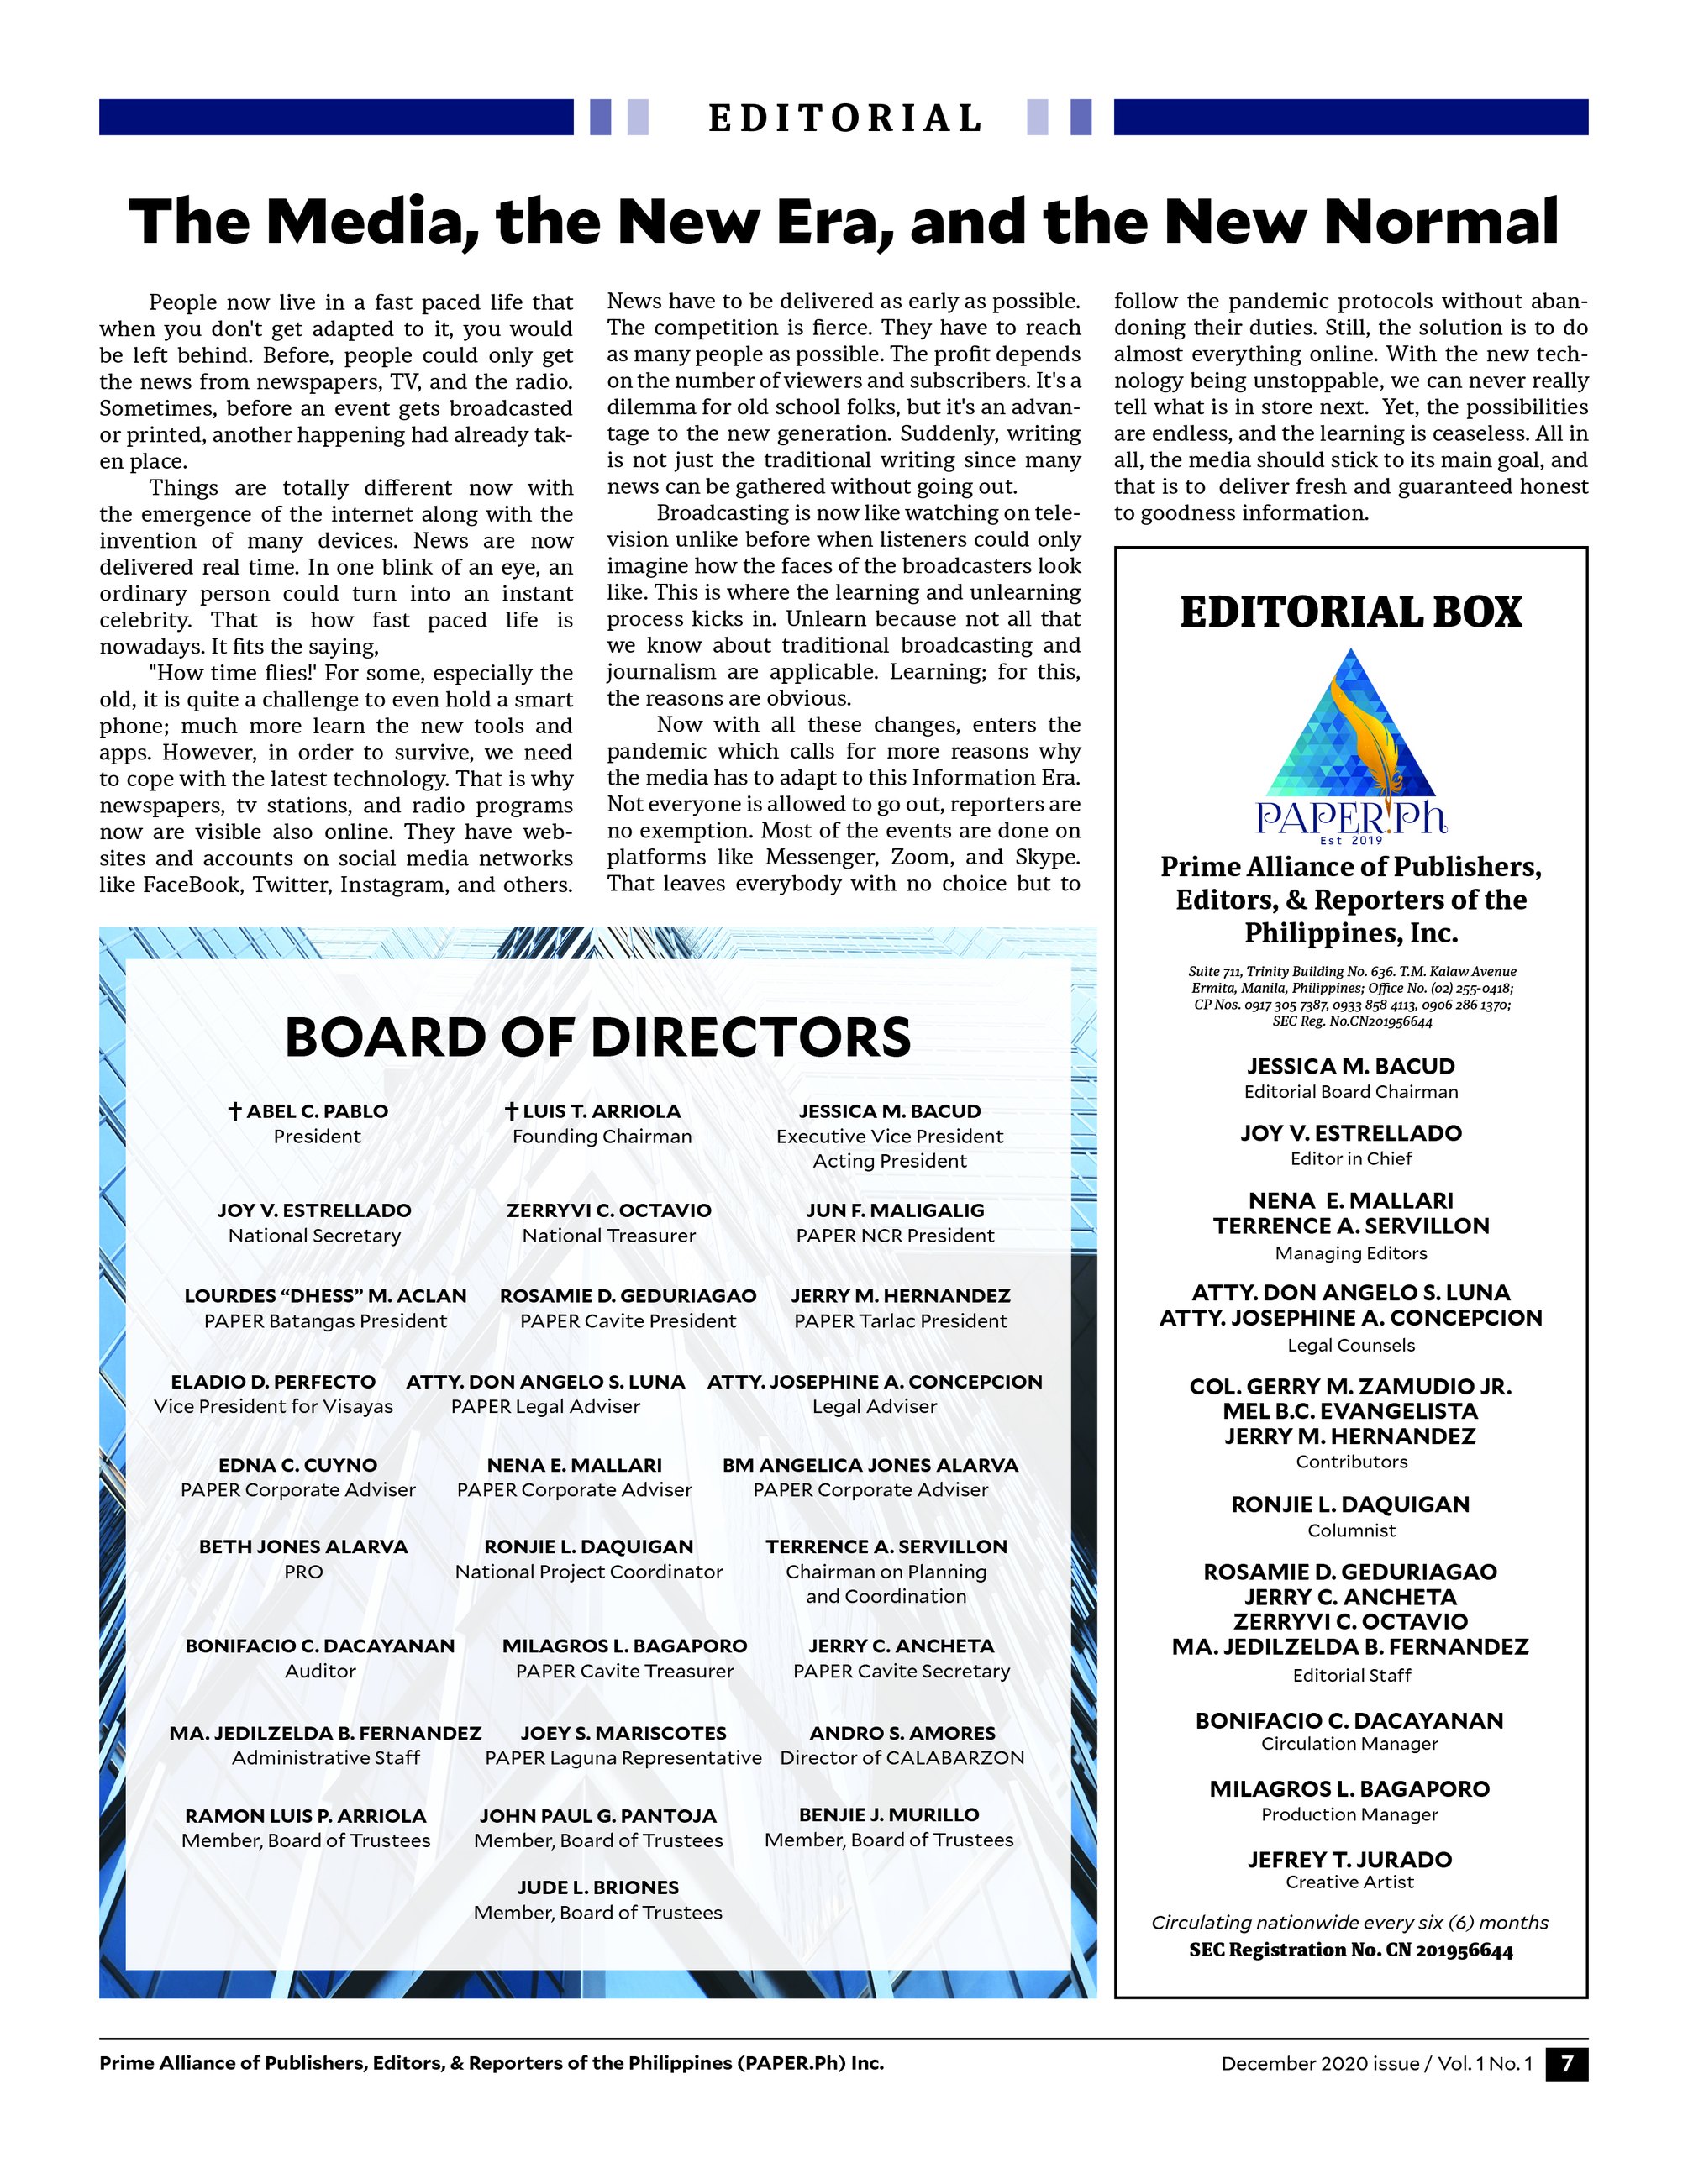 EDITORIAL
The Media, the New Era, and the New Normal
People now live in a fast paced life that
when you don't get adapted to it, you would
be left behind. Before, people could only get
the news from newspapers, TV, and the radio.
Sometimes, before an event gets broadcasted
or printed, another happening had already tak-
en place.
Things are totally different now with
the emergence of the internet along with the
invention of many devices. News are now
delivered real time. In one blink of an eye, an
ordinary person could turn into an instant
celebrity. That is how fast paced life is
nowadays. It fits the saying,
"How time flies!' For some, especially the
old, it is quite a challenge to even hold a smart
phone; much more learn the new tools and
apps. However, in order to survive, we need
to cope with the latest technology. That is why
newspapers, tv stations, and radio programs
now are visible also online. They have web-
sites and accounts on social media networks
like FaceBook, Twitter, Instagram, and others.
News have to be delivered as early as possible.
The competition is fierce. They have to reach
as many people as possible. The profit depends
on the number of viewers and subscribers. It's a
dilemma for old school folks, but it's an advan-
tage to the new generation. Suddenly, writing
is not just the traditional writing since many
news can be gathered without going out.
Broadcasting is now like watching on tele-
vision unlike before when listeners could only
imagine how the faces of the broadcasters look
like. This is where the learning and unlearning
process kicks in. Unlearn because not all that
we know about traditional broadcasting and
journalism are applicable. Learning; for this,
the reasons are obvious.
Now with all these changes, enters the
pandemic which calls for more reasons why
the media has to adapt to this Information Era.
Not everyone is allowed to go out, reporters are
no exemption. Most of the events are done on
platforms like Messenger, Zoom, and Skype.
That leaves everybody with no choice but to
follow the pandemic protocols without aban-
doning their duties. Still, the solution is to do
almost everything online. With the new tech-
nology being unstoppable, we can never really
tell what is in store next. Yet, the possibilities
are endless, and the learning is ceaseless. All in
all, the media should stick to its main goal, and
that is to deliver fresh and guaranteed honest
to goodness information.
BOARD OF DIRECTORS
✝ ABEL C. PABLO
President
✝ LUIS T. ARRIOLA
Founding Chairman
JESSICA M. BACUD
Executive Vice President
Acting President
JOY V. ESTRELLADO
National Secretary
ZERRYVI C. OCTAVIO
National Treasurer
JUN F. MALIGALIG
PAPER NCR President
LOURDES “DHESS” M. ACLAN
PAPER Batangas President
ROSAMIE D. GEDURIAGAO
PAPER Cavite President
JERRY M. HERNANDEZ
PAPER Tarlac President
ELADIO D. PERFECTO
Vice President for Visayas
ATTY. DON ANGELO S. LUNA
PAPER Legal Adviser
ATTY. JOSEPHINE A. CONCEPCION
Legal Adviser
EDNA C. CUYNO
PAPER Corporate Adviser
NENA E. MALLARI
PAPER Corporate Adviser
BM ANGELICA JONES ALARVA
PAPER Corporate Adviser
BETH JONES ALARVA
PRO
RONJIE L. DAQUIGAN
National Project Coordinator
TERRENCE A. SERVILLON
Chairman on Planning
and Coordination
BONIFACIO C. DACAYANAN
Auditor
MILAGROS L. BAGAPORO
PAPER Cavite Treasurer
JERRY C. ANCHETA
PAPER Cavite Secretary
MA. JEDILZELDA B. FERNANDEZ
Administrative Staff
JOEY S. MARISCOTES
PAPER Laguna Representative
ANDRO S. AMORES
Director of CALABARZON
RAMON LUIS P. ARRIOLA
Member, Board of Trustees
JOHN PAUL G. PANTOJA
Member, Board of Trustees
BENJIE J. MURILLO
Member, Board of Trustees
JUDE L. BRIONES
Member, Board of Trustees
EDITORIAL BOX
PAPER.Ph
Est 2019
Prime Alliance of Publishers,
Editors, & Reporters of the
Philippines, Inc.
Suite 711, Trinity Building No. 636. T.M. Kalaw Avenue
Ermita, Manila, Philippines; Office No. (02) 255-0418;
CP Nos. 0917 305 7387, 0933 858 4113, 0906 286 1370;
SEC Reg. No.CN201956644
JESSICA M. BACUD
Editorial Board Chairman
JOY V. ESTRELLADO
Editor in Chief
NENA E. MALLARI
TERRENCE A. SERVILLON
Managing Editors
ATTY. DON ANGELO S. LUNA
ATTY. JOSEPHINE A. CONCEPCION
Legal Counsels
COL. GERRY M. ZAMUDIO JR.
MEL B.C. EVANGELISTA
JERRY M. HERNANDEZ
Contributors
RONJIE L. DAQUIGAN
Columnist
ROSAMIE D. GEDURIAGAO
JERRY C. ANCHETA
ZERRYVI C. OCTAVIO
MA. JEDILZELDA B. FERNANDEZ
Editorial Staff
BONIFACIO C. DACAYANAN
Circulation Manager
MILAGROS L. BAGAPORO
Production Manager
JEFREY T. JURADO
Creative Artist
Circulating nationwide every six (6) months
SEC Registration No. CN 201956644
Prime Alliance of Publishers, Editors, & Reporters of the Philippines (PAPER.Ph) Inc.
December 2020 issue / Vol. 1 No. 1 7